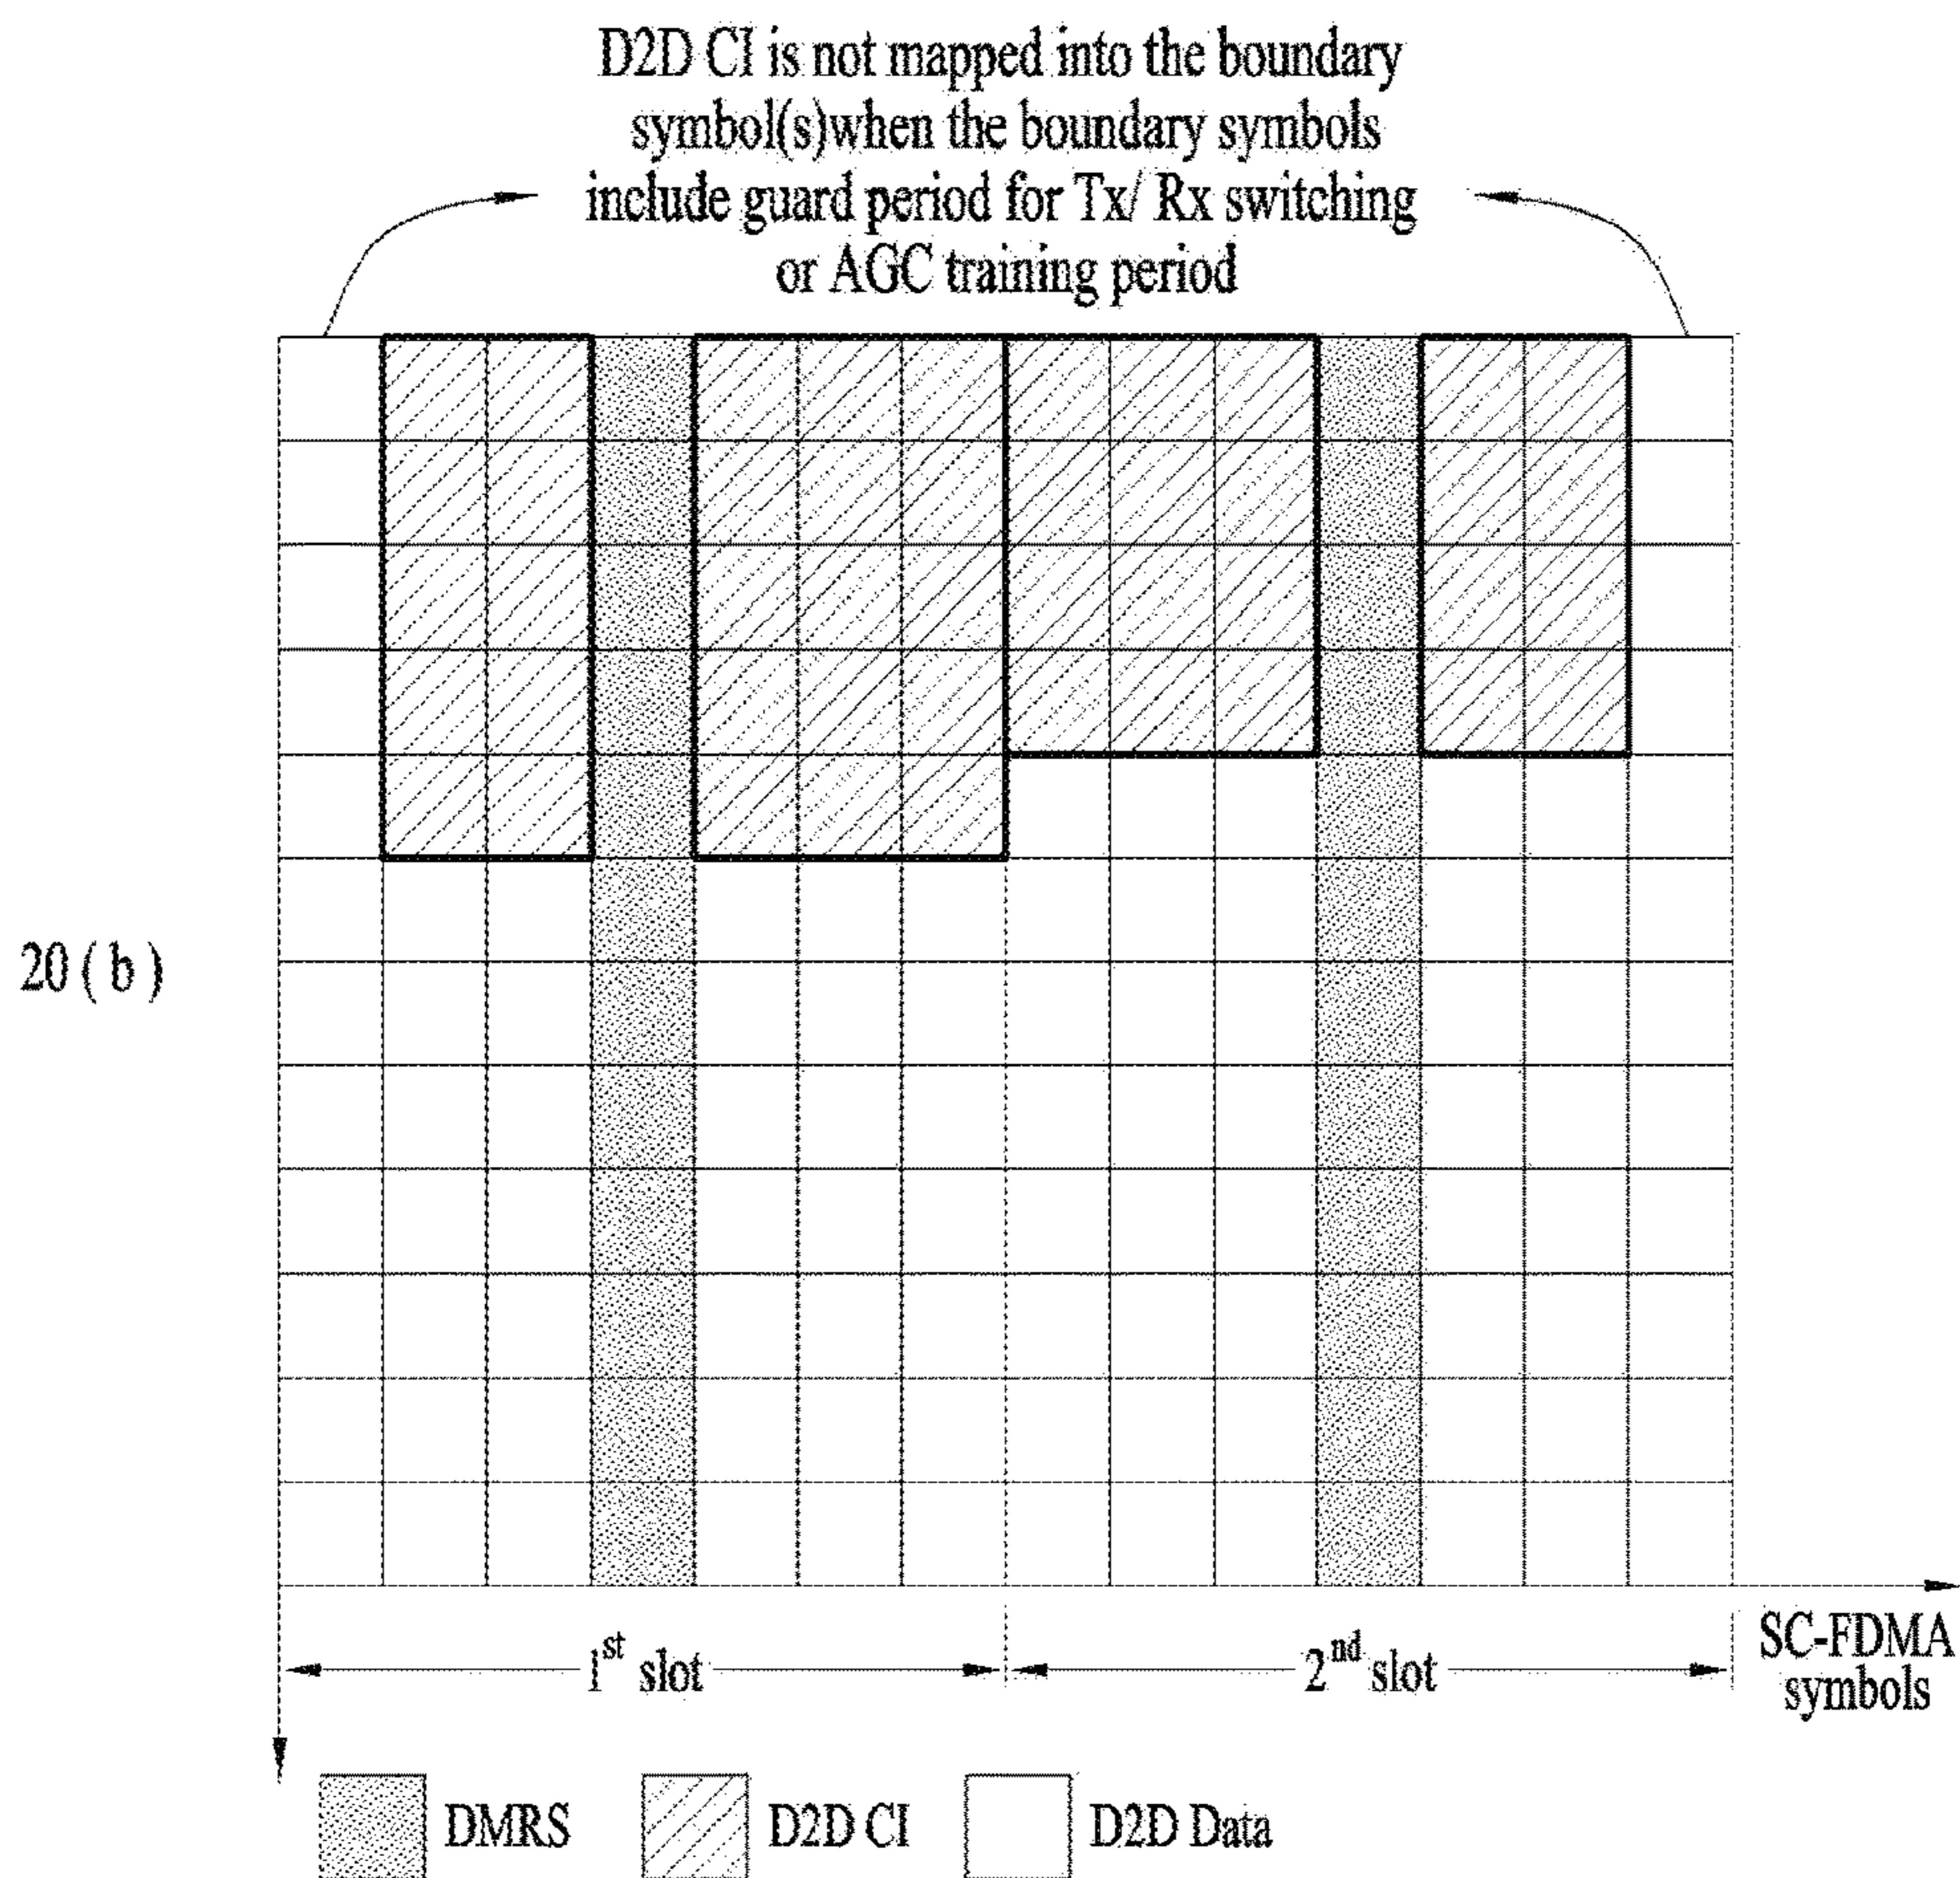 D2D CI is not mapped into the boundary
symbol(s)when the boundary symbols
include guard period for Tx/ Rx switching
or AGC training period
20 ( b )
1st slot
2nd slot
SC-FDMA
symbols
DMRS
D2D CI
D2D Data